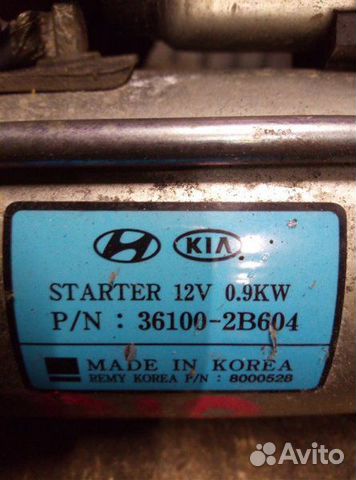 KIA
STARTER 12V 0.9KW
P/N : 36100-2B604
MADE IN KOREA
REMY KOREA P/N : 8000528
Avito